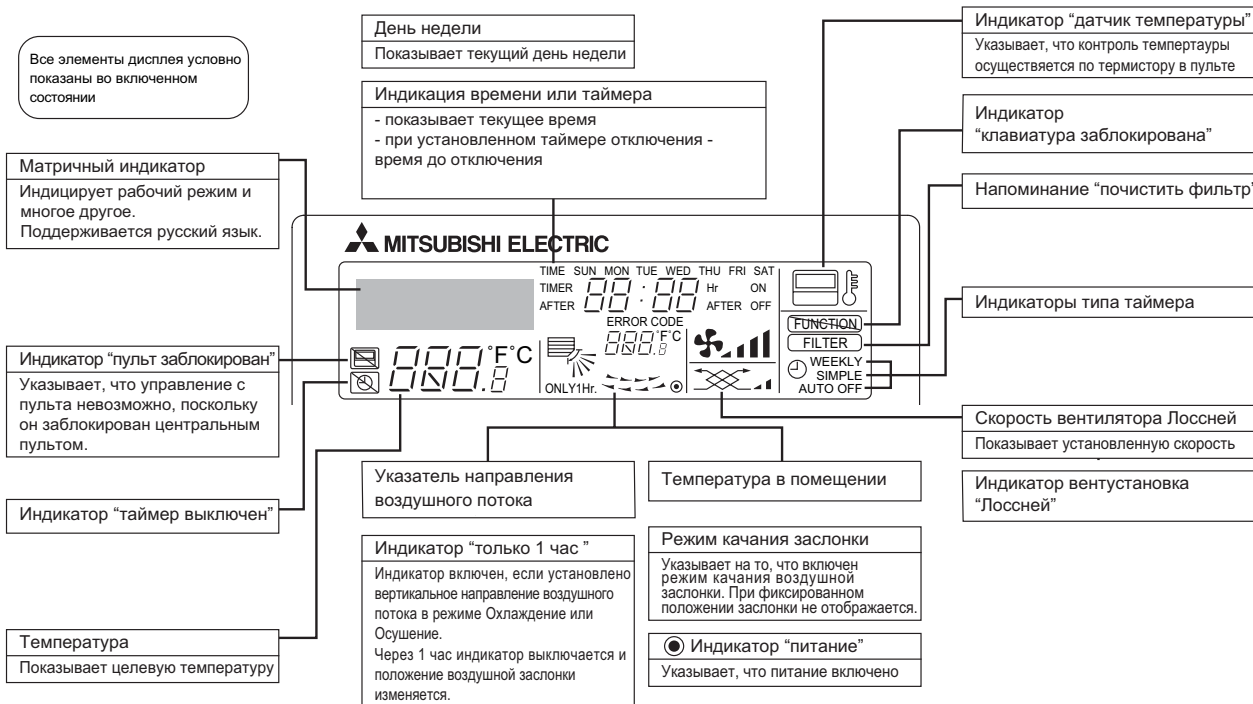 Все элементы дисплея условно
показаны во включенном
состоянии
День недели
Показывает текущий день недели
Индикация времени или таймера
- показывает текущее время
- при установленном таймере отключения -
время до отключения
Индикатор “датчик температуры”
Указывает, что контроль темпертауры
осуществяется по термистору в пульте
Индикатор
“клавиатура заблокирована”
Напоминание “почистить фильтр”
Матричный индикатор
Индицирует рабочий режим и
многое другое.
Поддерживается русский язык.
MITSUBISHI ELECTRIC
TIME SUN MON TUE WED THU FRI SAT
TIMER 88:88 Hr ON
AFTER AFTER OFF
ERROR CODE
888.8 °F°C
FUNCTION
FILTER
888.8 °F°C
ONLY1Hr.
WEEKLY
SIMPLE
AUTO OFF
Индикаторы типа таймера
Индикатор “пульт заблокирован”
Указывает, что управление с
пульта невозможно, поскольку
он заблокирован центральным
пультом.
Скорость вентилятора Лоссней
Показывает установленную скорость
Индикатор вентустановка
“Лоссней”
Указатель направления
воздушного потока
Температура в помещении
Индикатор “таймер выключен”
Индикатор “только 1 час ”
Индикатор включен, если установлено
вертикальное направление воздушного
потока в режиме Охлаждение или
Осушение.
Через 1 час индикатор выключается и
положение воздушной заслонки
изменяется.
Режим качания заслонки
Указывает на то, что включен
режим качания воздушной
заслонки. При фиксированном
положении заслонки не отображается.
Индикатор “питание”
Указывает, что питание включено
Температура
Показывает целевую температуру